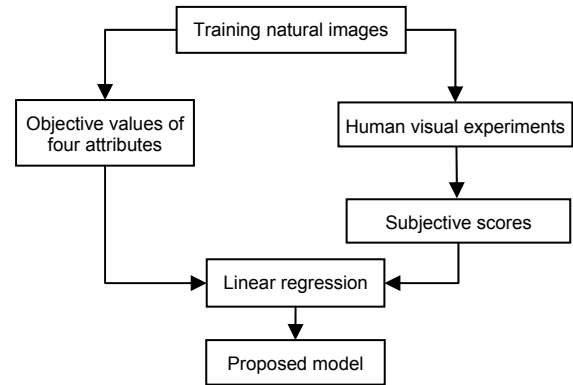 Training natural images
Objective values of
four attributes
Human visual experiments
Subjective scores
Linear regression
Proposed model